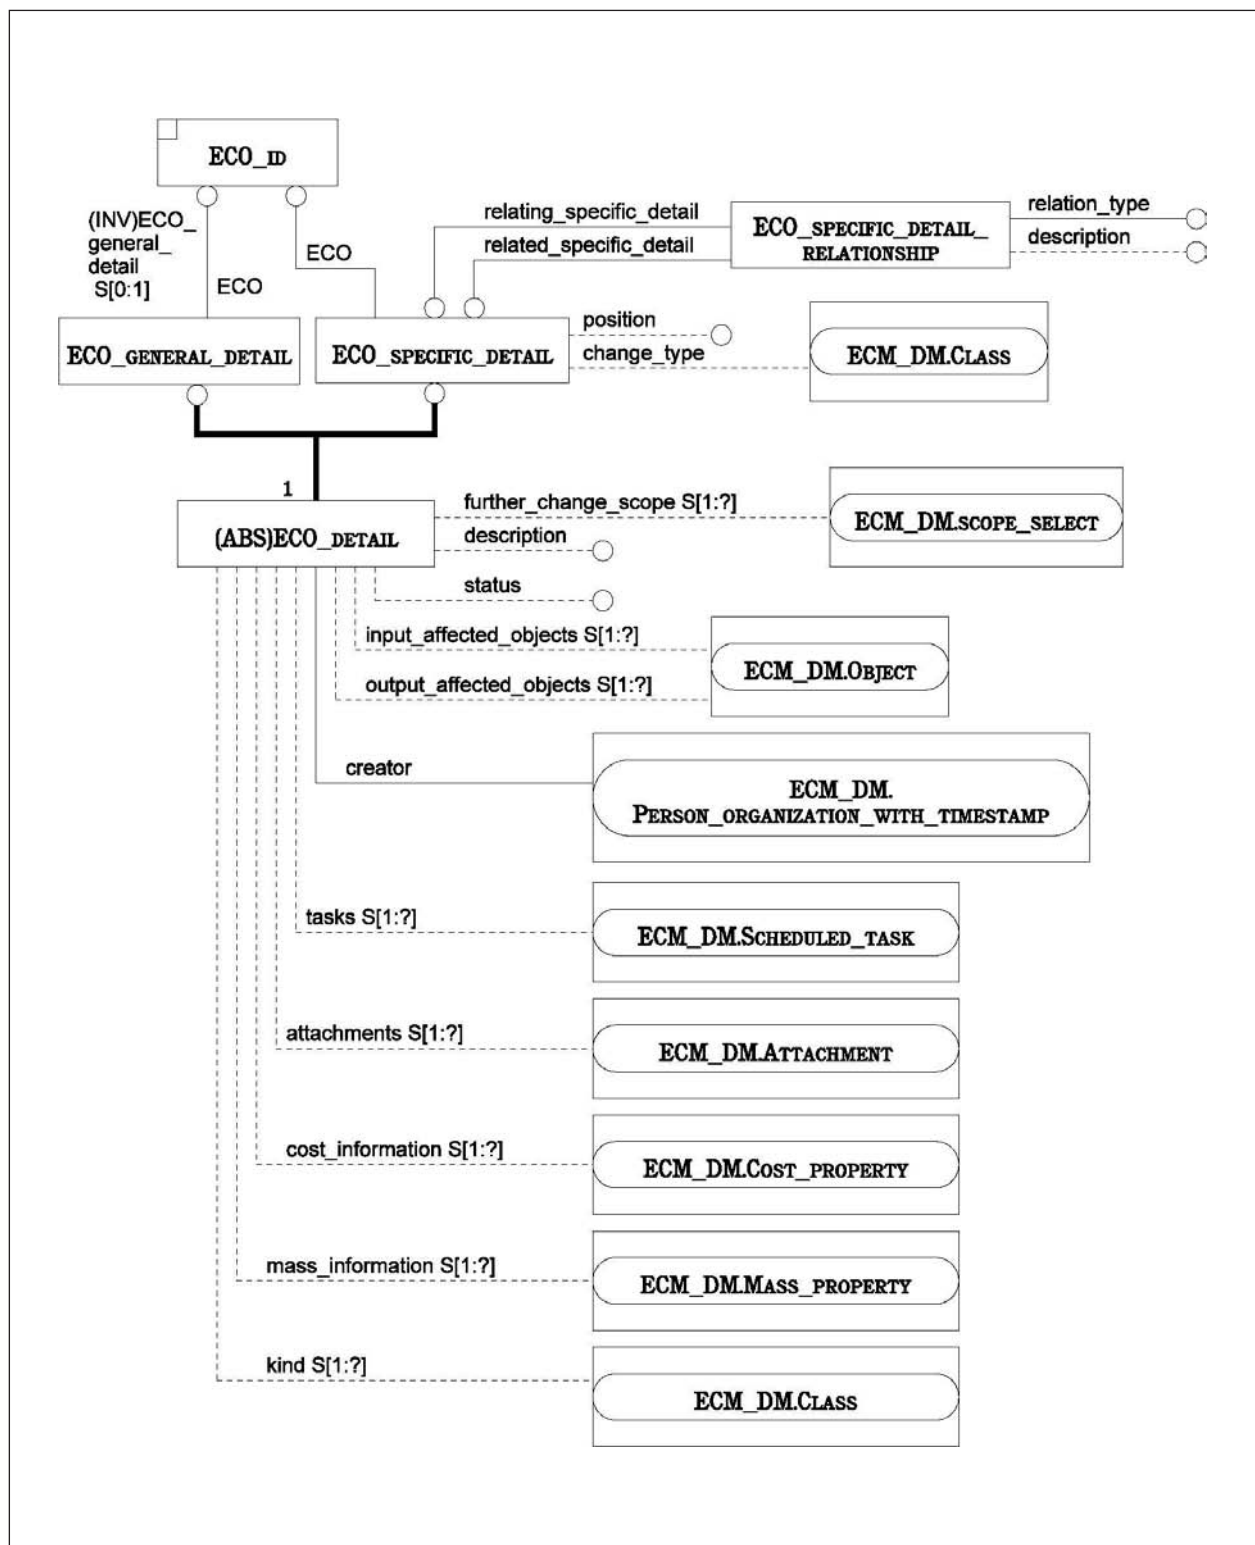 ECO_ID
(INV)ECO_
general_
detail
S[0:1]
ECO
ECO
relating_specific_detail
related_specific_detail
ECO_SPECIFIC_DETAIL_
RELATIONSHIP
relation_type
description
ECO_GENERAL_DETAIL
ECO_SPECIFIC_DETAIL
position
change_type
ECM_DM.CLASS
1
(ABS)ECO_DETAIL
further_change_scope S[1:?]
ECM_DM.SCOPE_SELECT
description
status
input_affected_objects S[1:?]
output_affected_objects S[1:?]
ECM_DM.OBJECT
creator
ECM_DM.
PERSON_ORGANIZATION_WITH_TIMESTAMP
tasks S[1:?]
ECM_DM.SCHEDULED_TASK
attachments S[1:?]
ECM_DM.ATTACHMENT
cost_information S[1:?]
ECM_DM.COST_PROPERTY
mass_information S[1:?]
ECM_DM.MASS_PROPERTY
kind S[1:?]
ECM_DM.CLASS